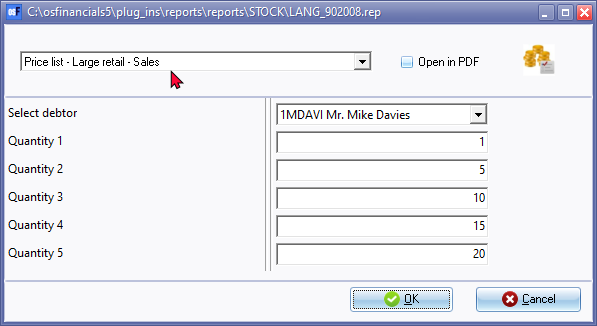 C:\osfinancials5\plug_ins\reports\reports\STOCK\LANG_902008.rep
Price list - Large retail - Sales
Open in PDF
Select debtor 1MDAVI Mr. Mike Davies
Quantity 1 1
Quantity 2 5
Quantity 3 10
Quantity 4 15
Quantity 5 20
OK Cancel